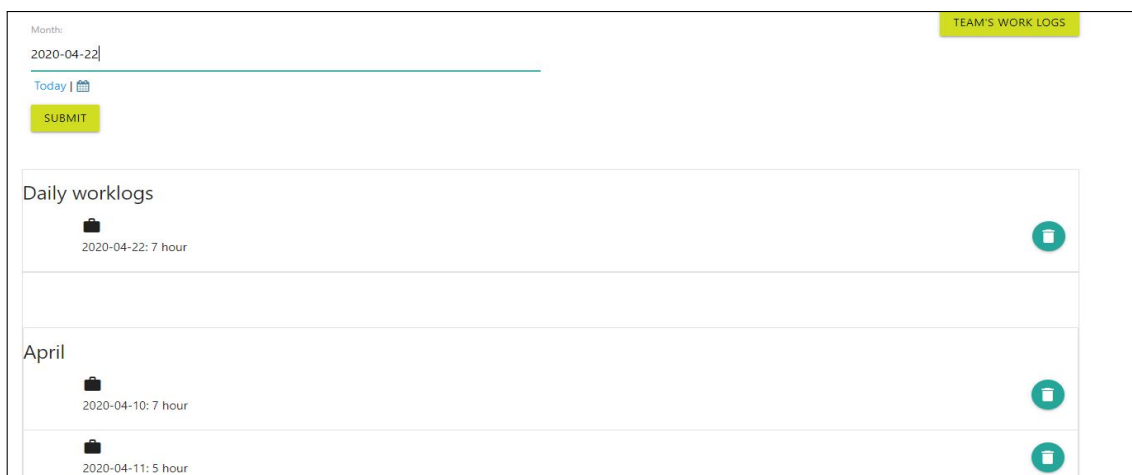 TEAM'S WORK LOGS
Month:
2020-04-22
Today |
SUBMIT
Daily worklogs
2020-04-22: 7 hour
April
2020-04-10: 7 hour
2020-04-11: 5 hour